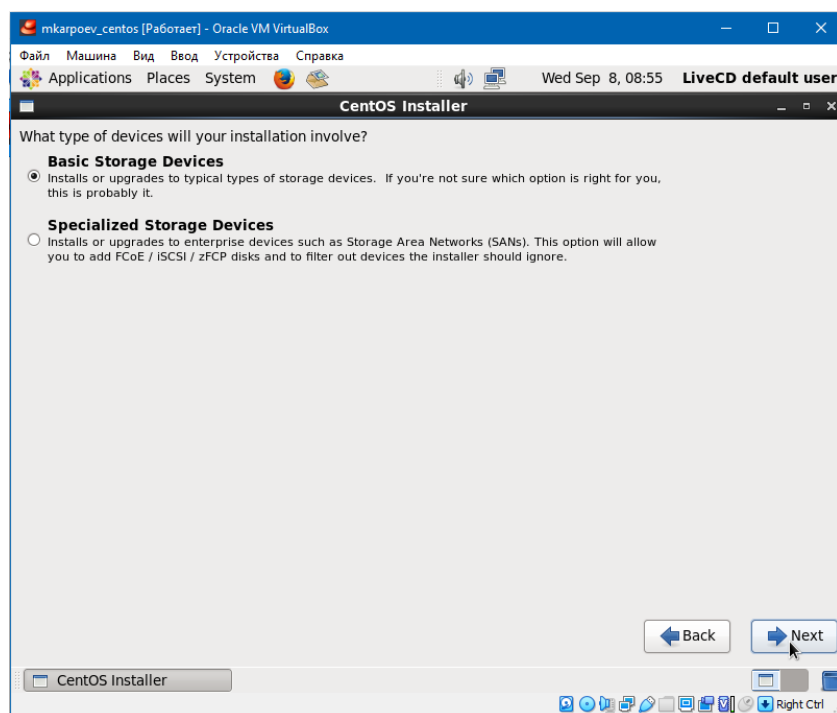 mkarpoev_centos [Работает] - Oracle VM VirtualBox
Файл Машина Вид Ввод Устройства Справка
Applications Places System Wed Sep 8, 08:55 LiveCD default user
CentOS Installer
What type of devices will your installation involve?
Basic Storage Devices
Installs or upgrades to typical types of storage devices. If you're not sure which option is right for you,
this is probably it.
Specialized Storage Devices
Installs or upgrades to enterprise devices such as Storage Area Networks (SANs). This option will allow
you to add FCoE / iSCSI / zFCP disks and to filter out devices the installer should ignore.
Back Next
CentOS Installer
Right Ctrl